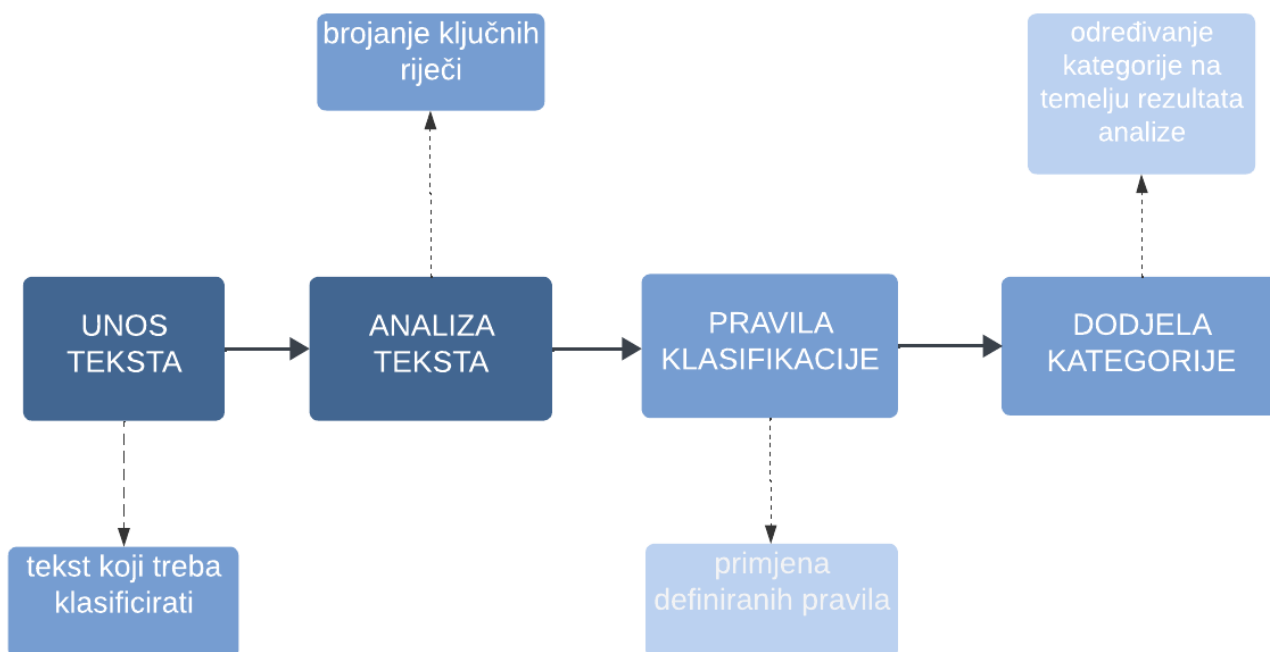 brojanje ključnih
riječi
određivanje
kategorije na
temelju rezultata
analize
UNOS
TEKSTA
ANALIZA
TEKSTA
PRAVILA
KLASIFIKACIJE
DODJELA
KATEGORIJE
tekst koji treba
klasificirati
primjena
definiranih pravila